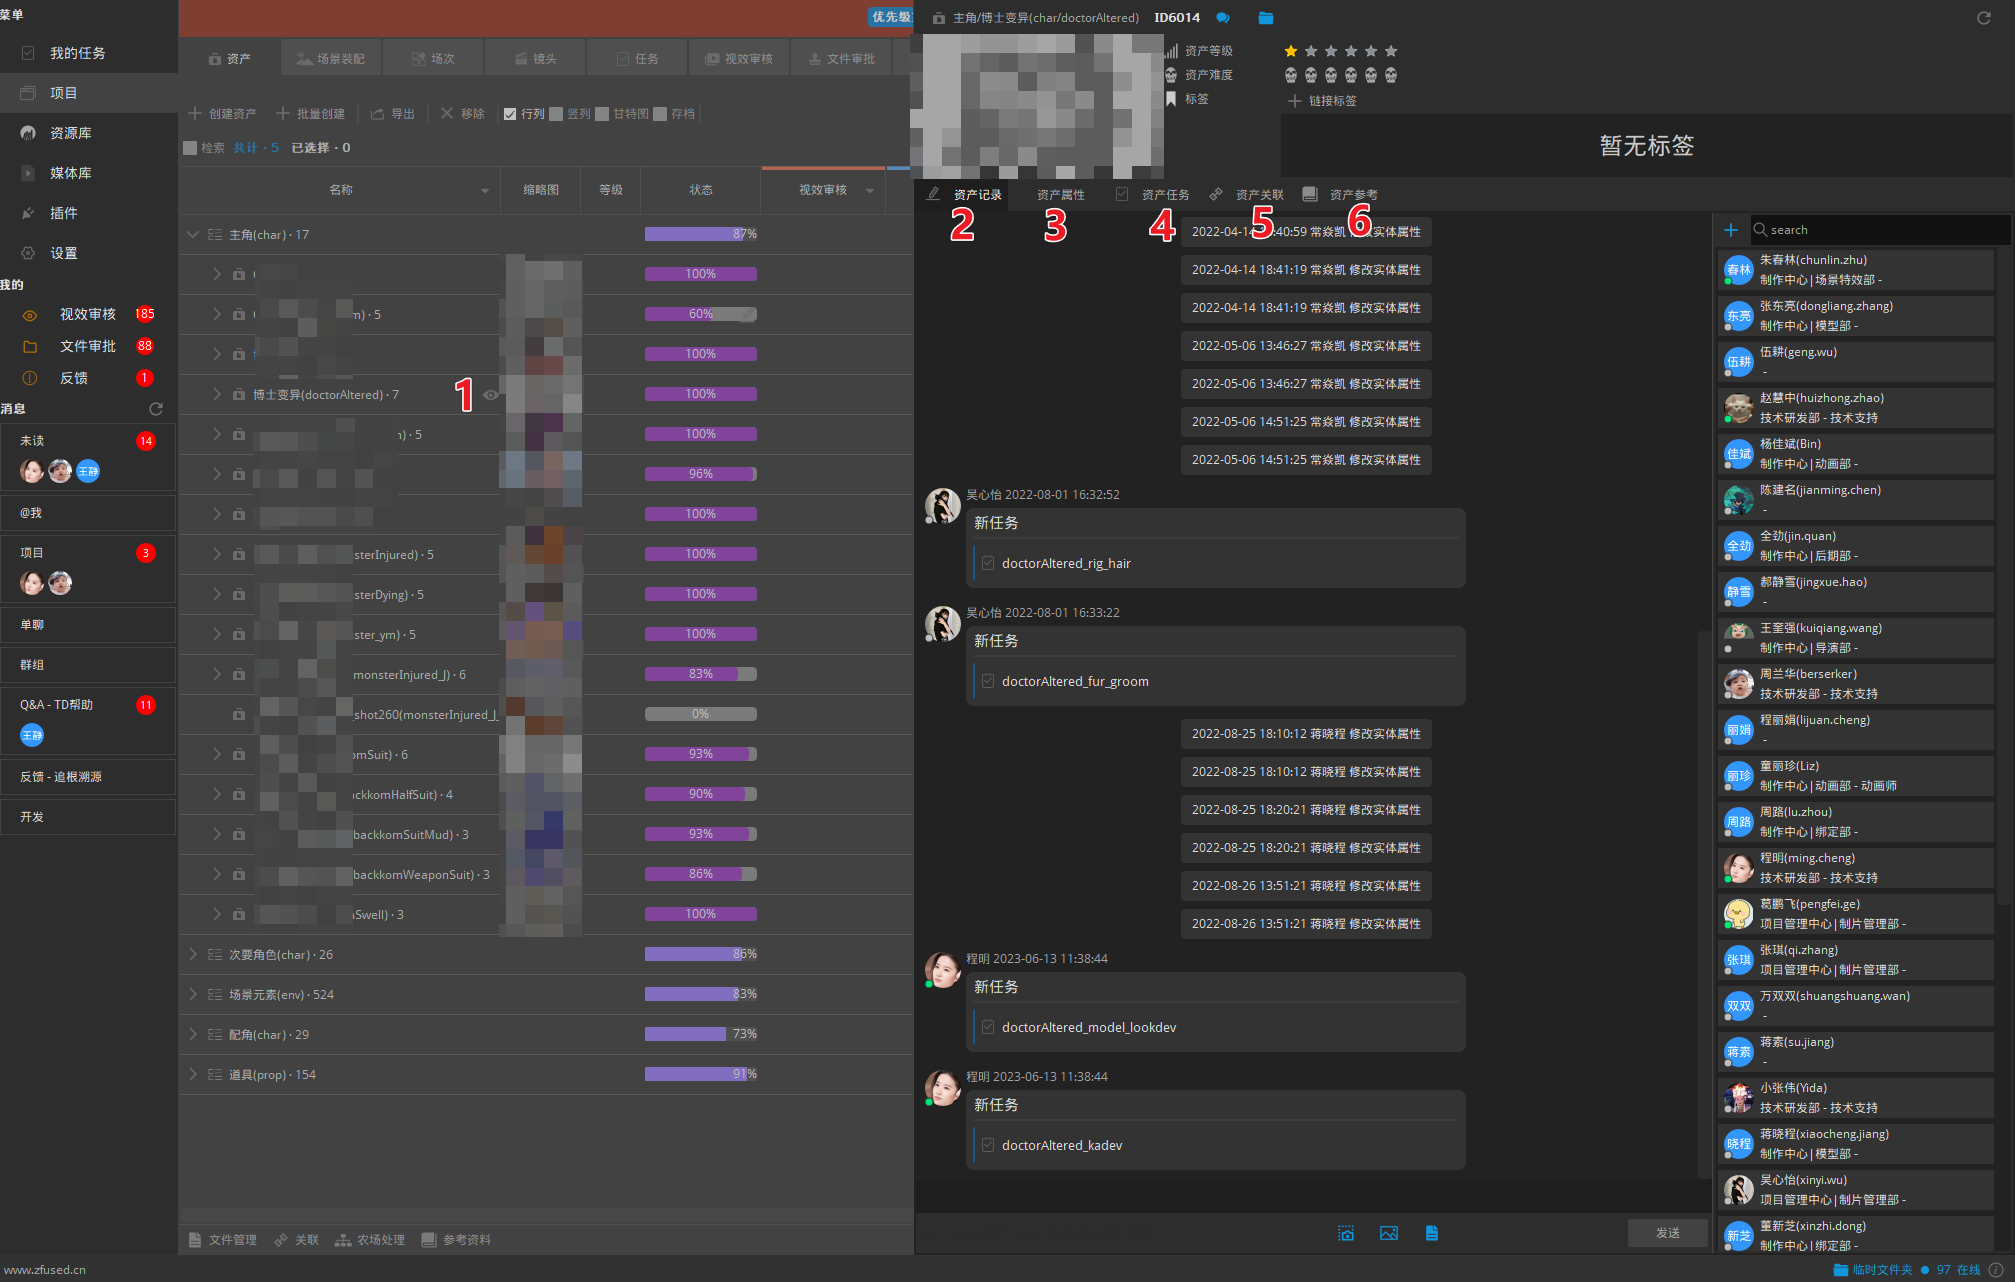 菜单
我的任务
项目
资源库
媒体库
插件
设置
我的
视效审核 185
文件审批 88
反馈 1
消息
未读 14
王静
@我
项目 3
单聊
群组
Q&A - TD帮助 11
王静
反馈 - 追根溯源
开发
www.zfused.cn
优先级
资产 场景装配 场次 镜头 任务 视效审核 文件审批
创建资产 批量创建 导出 移除 行列 竖列 甘特图 存档
检索 共计 · 5 已选择 · 0
名称 缩略图 等级 状态 视效审核
主角(char) · 17 87%
100%
m) · 5 60%
100%
博士变异(doctorAltered) · 7 1 100%
) · 5 100%
96%
100%
sterInjured) · 5 100%
sterDying) · 5 100%
ster_ym) · 5 100%
monsterInjured_J) · 6 83%
_shot260(monsterInjured_J_ 0%
omSuit) · 6 93%
ackkomHalfSuit) · 4 90%
backkomSuitMud) · 3 93%
backkomWeaponSuit) · 3 86%
Swell) · 3 100%
次要角色(char) · 26 86%
场景元素(env) · 524 83%
配角(char) · 29 73%
道具(prop) · 154 91%
文件管理 关联 农场处理 参考资料
主角/博士变异(char/doctorAltered) ID6014
资产等级
资产难度
标签 链接标签
暂无标签
资产记录 资产属性 资产任务 资产关联 资产参考
2 3 4 5 6
2022-04-14 :40:59 常焱凯 修改实体属性
2022-04-14 18:41:19 常焱凯 修改实体属性
2022-04-14 18:41:19 常焱凯 修改实体属性
2022-05-06 13:46:27 常焱凯 修改实体属性
2022-05-06 13:46:27 常焱凯 修改实体属性
2022-05-06 14:51:25 常焱凯 修改实体属性
2022-05-06 14:51:25 常焱凯 修改实体属性
吴心怡 2022-08-01 16:32:52
新任务
doctorAltered_rig_hair
吴心怡 2022-08-01 16:33:22
新任务
doctorAltered_fur_groom
2022-08-25 18:10:12 蒋晓程 修改实体属性
2022-08-25 18:10:12 蒋晓程 修改实体属性
2022-08-25 18:20:21 蒋晓程 修改实体属性
2022-08-25 18:20:21 蒋晓程 修改实体属性
2022-08-26 13:51:21 蒋晓程 修改实体属性
2022-08-26 13:51:21 蒋晓程 修改实体属性
程明 2023-06-13 11:38:44
新任务
doctorAltered_model_lookdev
程明 2023-06-13 11:38:44
新任务
doctorAltered_kadev
发送
search
春林 朱春林(chunlin.zhu)
制作中心|场景特效部 -
东亮 张东亮(dongliang.zhang)
制作中心|模型部 -
伍耕 伍耕(geng.wu)
-
赵慧中(huizhong.zhao)
技术研发部 - 技术支持
佳斌 杨佳斌(Bin)
制作中心|动画部 -
陈建名(jianming.chen)
-
全劲 全劲(jin.quan)
制作中心|后期部 -
静雪 郝静雪(jingxue.hao)
-
王奎强(kuiqiang.wang)
制作中心|导演部 -
周兰华(berserker)
技术研发部 - 技术支持
丽娟 程丽娟(lijuan.cheng)
-
丽珍 童丽珍(Liz)
制作中心|动画部 - 动画师
周路 周路(lu.zhou)
制作中心|绑定部 -
程明(ming.cheng)
技术研发部 - 技术支持
葛鹏飞(pengfei.ge)
项目管理中心|制片管理部 -
张琪 张琪(qi.zhang)
项目管理中心|制片管理部 -
双双 万双双(shuangshuang.wan)
-
蒋素 蒋素(su.jiang)
-
小张伟(Yida)
技术研发部 - 技术支持
晓程 蒋晓程(xiaocheng.jiang)
制作中心|模型部 -
吴心怡(xinyi.wu)
项目管理中心|制片管理部 -
新芝 董新芝(xinzhi.dong)
制作中心|绑定部 -
临时文件夹 97 在线